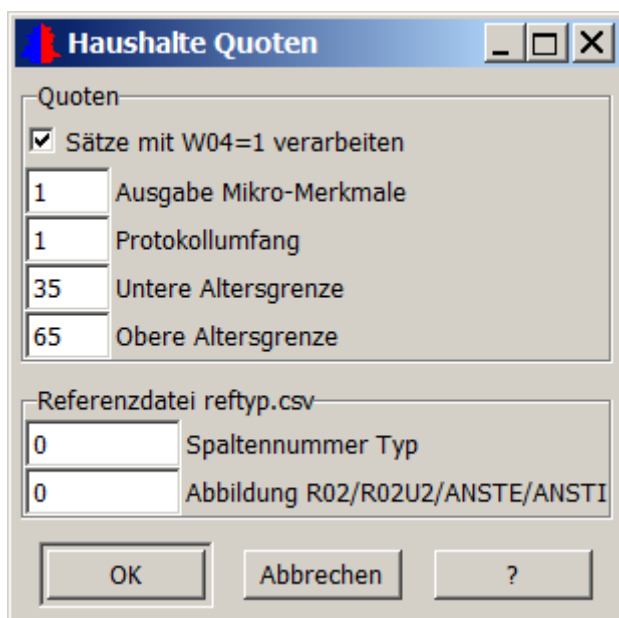 Haushalte Quoten
Quoten
Sätze mit W04=1 verarbeiten
1 Ausgabe Mikro-Merkmale
1 Protokollumfang
35 Untere Altersgrenze
65 Obere Altersgrenze
Referenzdatei reftyp.csv
0 Spaltennummer Typ
0 Abbildung R02/R02U2/ANSTE/ANSTI
OK Abbrechen ?